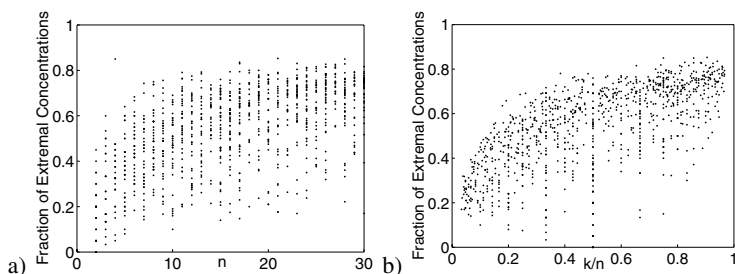 a)
Fraction of Extremal Concentrations
1
0.8
0.6
0.4
0.2
0
0 10 n 20 30
b)
Fraction of Extremal Concentrations
1
0.8
0.6
0.4
0.2
0
0 0.2 0.4 k/n 0.6 0.8 1